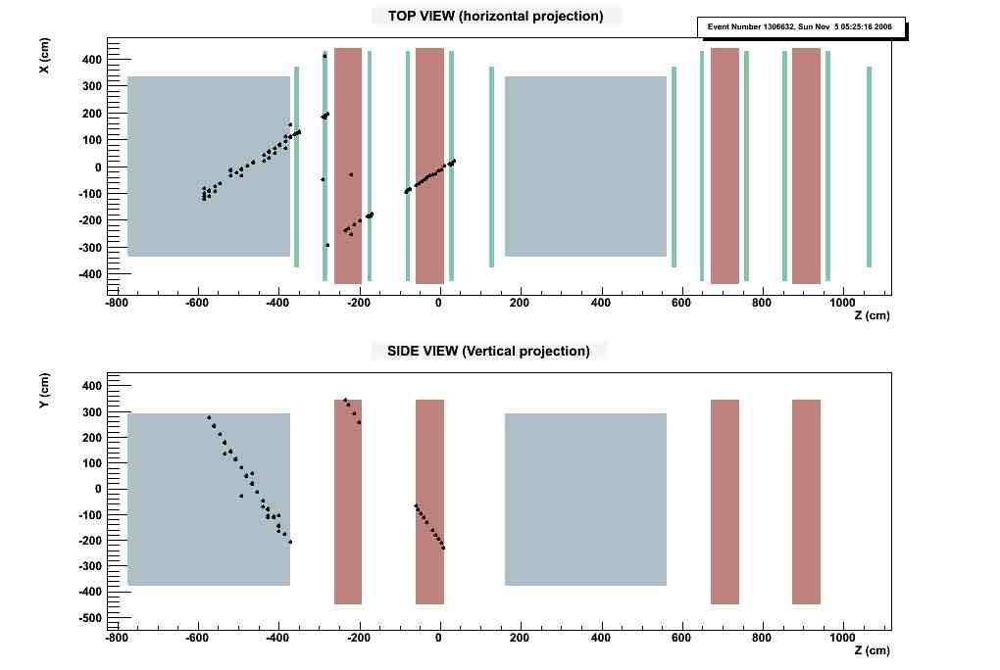 TOP VIEW (horizontal projection)
Event Number 1306632, Sun Nov 5 05:25:16 2006
X (cm)
400
300
200
100
0
-100
-200
-300
-400
-800 -600 -400 -200 0 200 400 600 800 1000
Z (cm)
SIDE VIEW (Vertical projection)
Y (cm)
400
300
200
100
0
-100
-200
-300
-400
-500
-800 -600 -400 -200 0 200 400 600 800 1000
Z (cm)